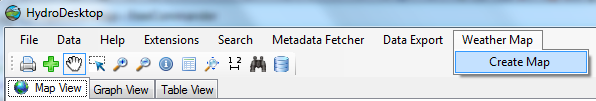 HydroDesktop
File Data Help Extensions Search Metadata Fetcher Data Export Weather Map
Create Map
1 2
Map View Graph View Table View